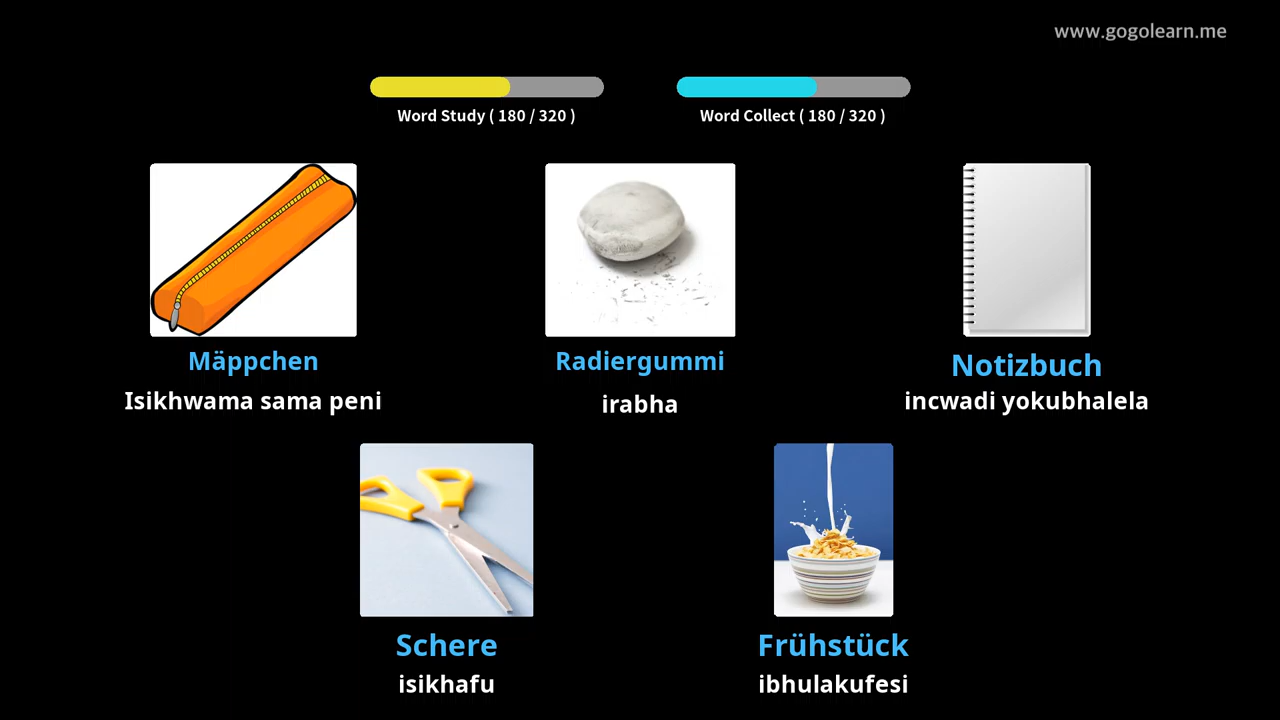 www.gogolearn.me
Word Study ( 180 / 320 )
Word Collect ( 180 / 320 )
Mäppchen
Isikhwama sama peni
Radiergummi
irabha
Notizbuch
incwadi yokubhalela
Schere
isikhafu
Frühstück
ibhulakufesi